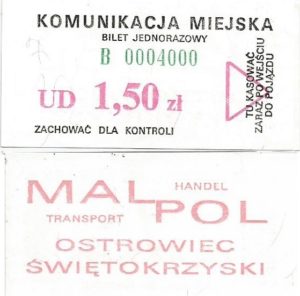 KOMUNIKACJA MIEJSKA
BILET JEDNORAZOWY
B 0004000
UD 1,50 zł
ZACHOWAĆ DLA KONTROLI
TU KASOWAĆ
ZARAZ PO WEJŚCIU
DO POJAZDU
MAL HANDEL
TRANSPORT POL
OSTROWIEC
ŚWIĘTOKRZYSKI